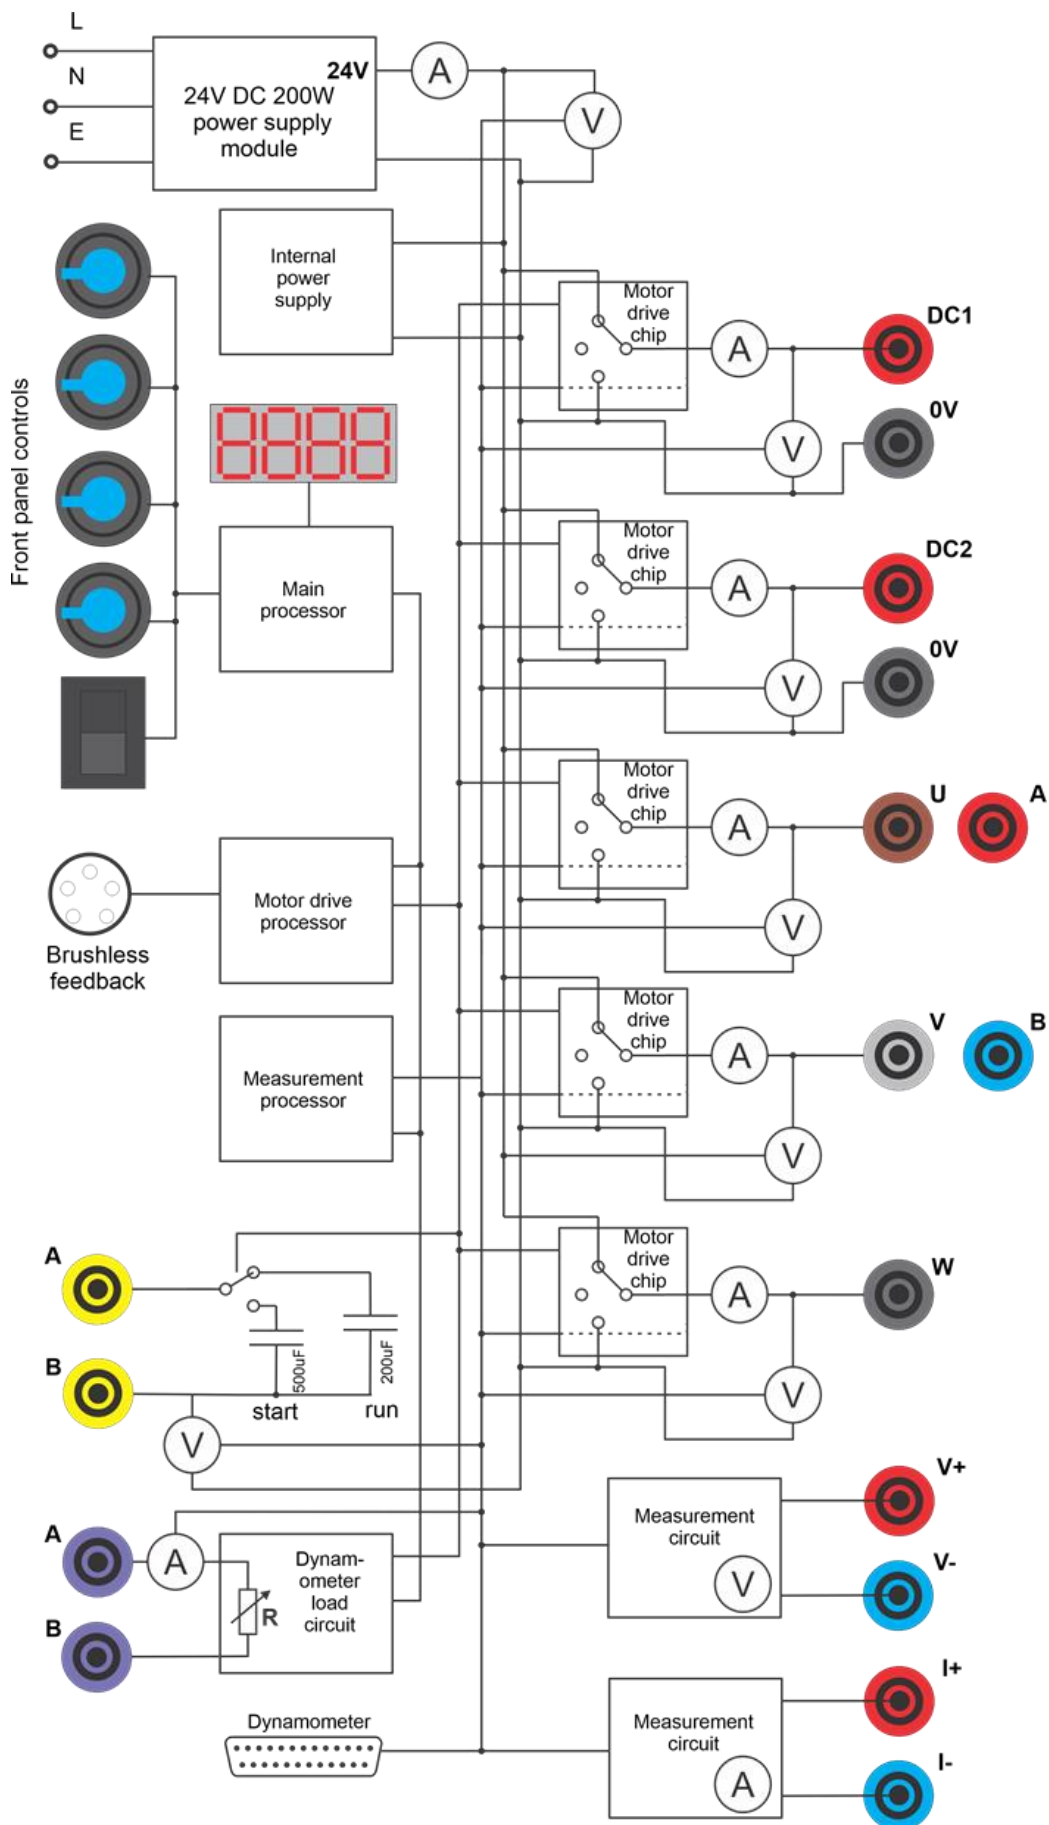 L
N
E
24V
24V DC 200W
power supply
module
A
V
Internal
power
supply
Front panel controls
8888
Main
processor
Motor
drive
chip
A
V
DC1
0V
Motor
drive
chip
A
V
DC2
0V
Motor
drive
chip
A
V
U
A
Motor drive
processor
Brushless
feedback
Motor
drive
chip
A
V
V
B
Measurement
processor
Motor
drive
chip
A
V
W
A
B
500uF
200uF
start
run
V
A
B
A
R
Dynam-
ometer
load
circuit
Measurement
circuit
V
V+
V-
Dynamometer
Measurement
circuit
A
I+
I-